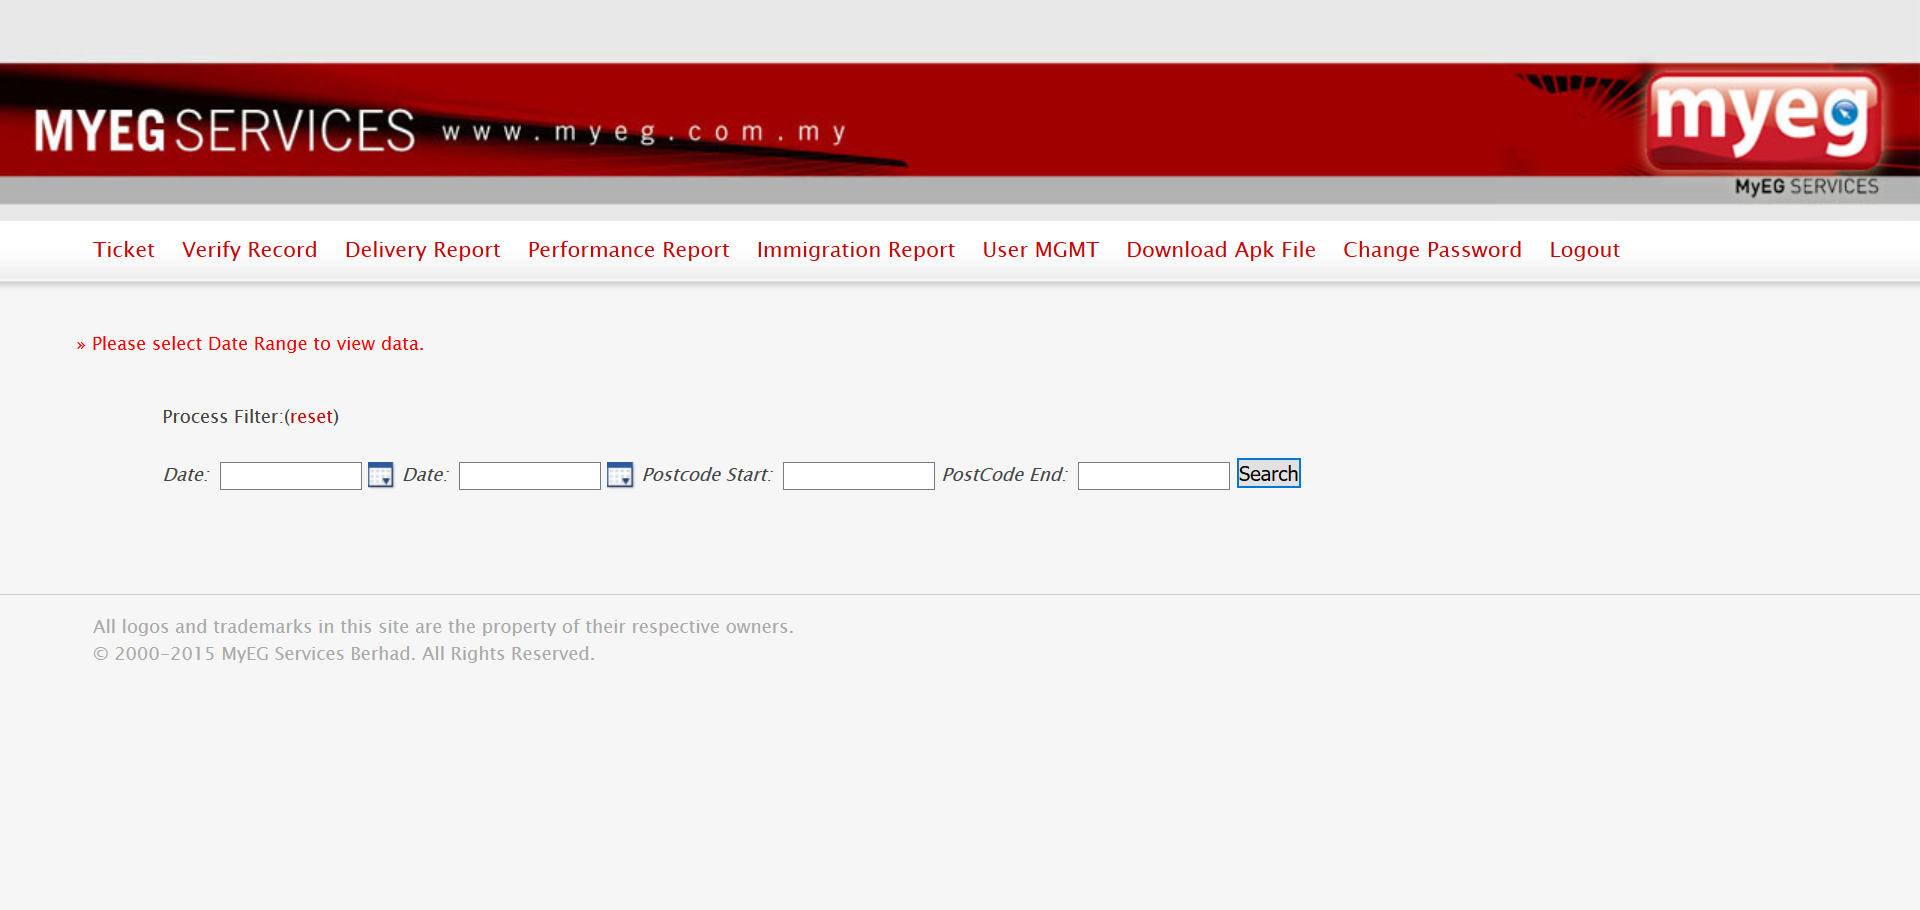 MYEG SERVICES www.myeg.com.my
myeg
MyEG SERVICES
Ticket Verify Record Delivery Report Performance Report Immigration Report User MGMT Download Apk File Change Password Logout
» Please select Date Range to view data.
Process Filter:(reset)
Date: Date: Postcode Start: PostCode End: Search
All logos and trademarks in this site are the property of their respective owners.
© 2000-2015 MyEG Services Berhad. All Rights Reserved.